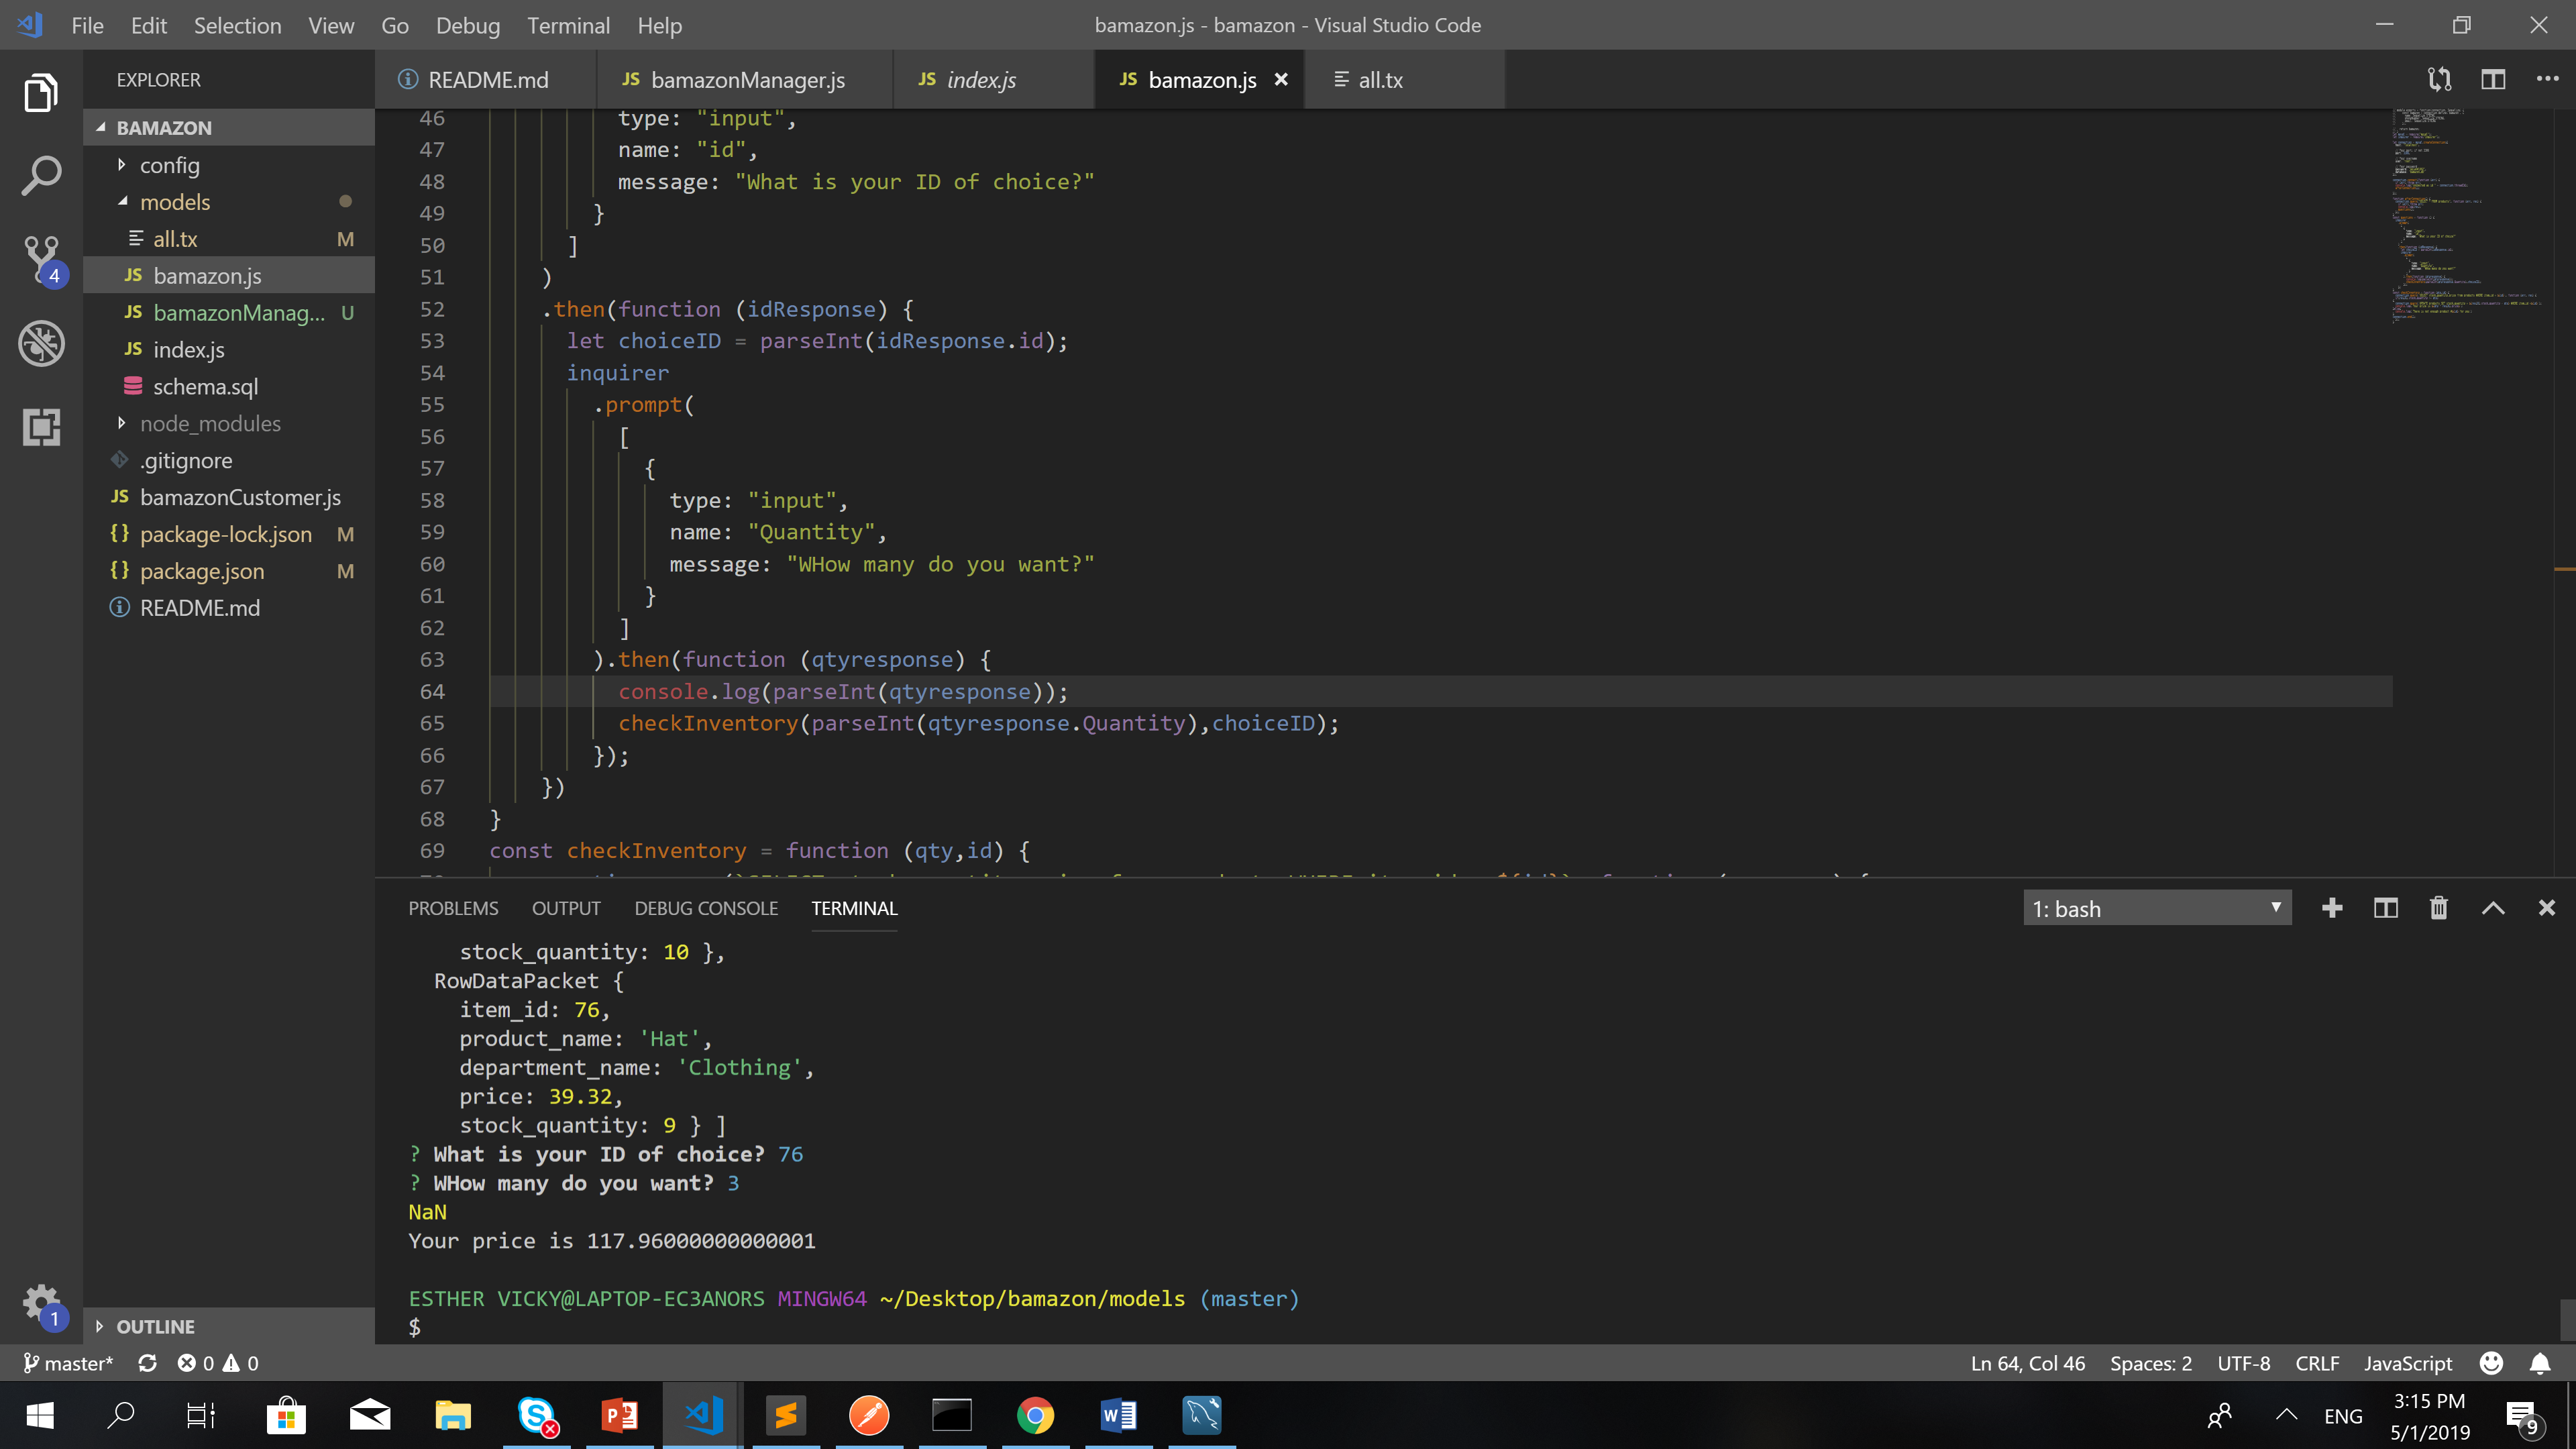 File Edit Selection View Go Debug Terminal Help
bamazon.js - bamazon - Visual Studio Code
EXPLORER
BAMAZON
config
models
all.tx M
JS bamazon.js
JS bamazonManag... U
JS index.js
schema.sql
node_modules
.gitignore
JS bamazonCustomer.js
{} package-lock.json M
{} package.json M
README.md
OUTLINE
4
1
README.md
JS bamazonManager.js
JS index.js
JS bamazon.js
all.tx
46 type: "input",
47 name: "id",
48 message: "What is your ID of choice?"
49 }
50 ]
51 )
52 .then(function (idResponse) {
53 let choiceID = parseInt(idResponse.id);
54 inquirer
55 .prompt(
56 [
57 {
58 type: "input",
59 name: "Quantity",
60 message: "WHow many do you want?"
61 }
62 ]
63 ).then(function (qtyresponse) {
64 console.log(parseInt(qtyresponse));
65 checkInventory(parseInt(qtyresponse.Quantity),choiceID);
66 });
67 })
68 }
69 const checkInventory = function (qty,id) {
PROBLEMS OUTPUT DEBUG CONSOLE TERMINAL
1: bash
stock_quantity: 10 },
RowDataPacket {
item_id: 76,
product_name: 'Hat',
department_name: 'Clothing',
price: 39.32,
stock_quantity: 9 } ]
? What is your ID of choice? 76
? WHow many do you want? 3
NaN
Your price is 117.96000000000001
ESTHER VICKY@LAPTOP-EC3ANORS MINGW64 ~/Desktop/bamazon/models (master)
$
master* 0 0
Ln 64, Col 46 Spaces: 2 UTF-8 CRLF JavaScript
ENG
3:15 PM
5/1/2019
9